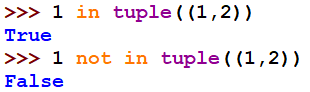 >>> 1 in tuple((1,2))
True
>>> 1 not in tuple((1,2))
False